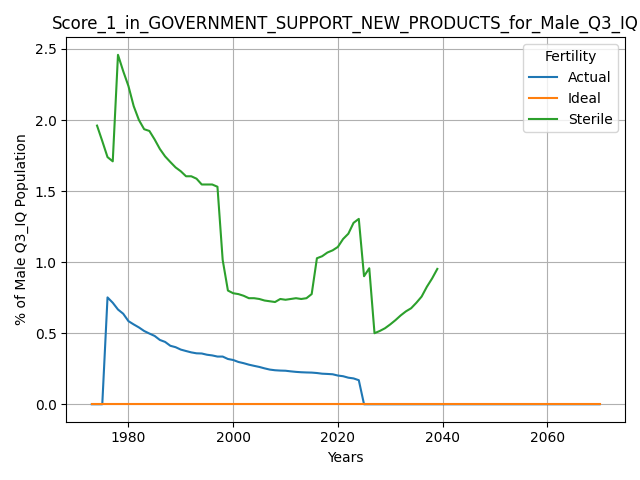 Score_1_in_GOVERNMENT_SUPPORT_NEW_PRODUCTS_for_Male_Q3_IQ
Fertility
Actual
Ideal
Sterile
% of Male Q3_IQ Population
2.5
2.0
1.5
1.0
0.5
0.0
1980 2000 2020 2040 2060
Years